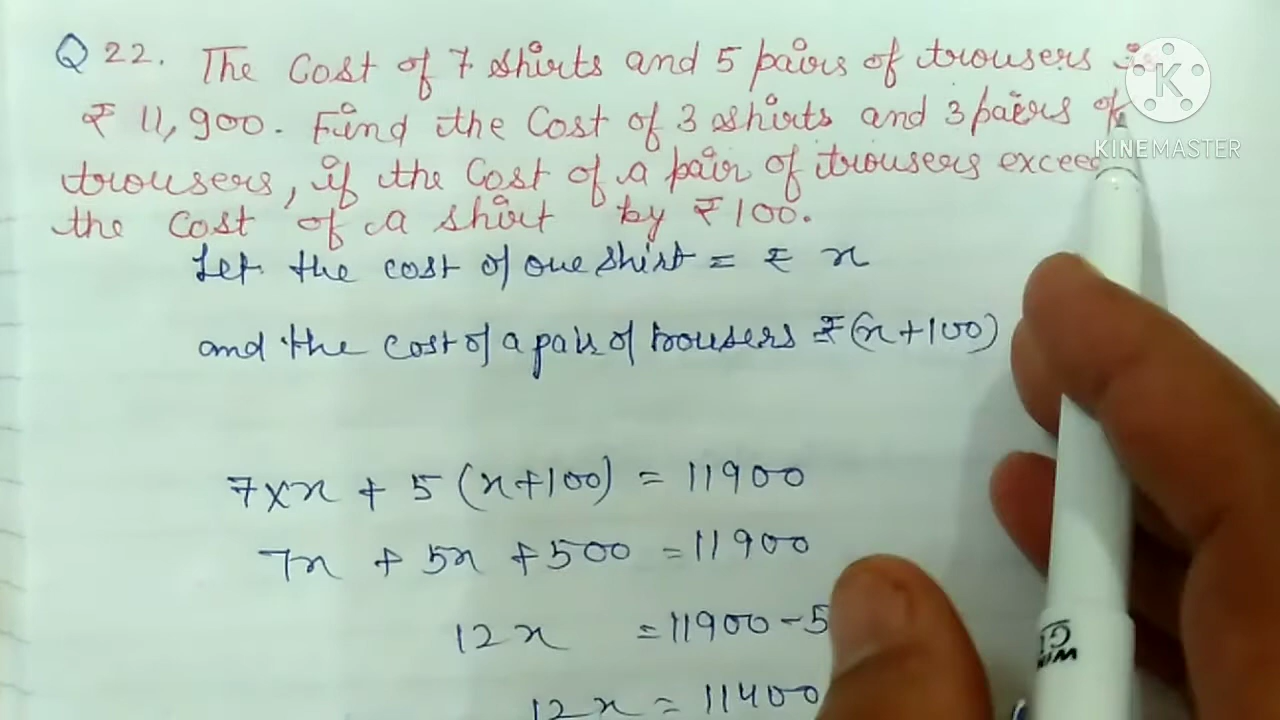 Q 22. The Cost of 7 shirts and 5 pairs of trousers is
₹ 11,900. Find the Cost of 3 shirts and 3 pairs of
trousers, if the Cost of a pair of trousers exceed
the Cost of a shirt by ₹ 100.
Let the cost of one shirt = ₹ x
and the cost of a pair of trousers = ₹ (x+100)
7 × x + 5 (x+100) = 11900
7x + 5x + 500 = 11900
12x = 11900 - 5
12x = 11400
K
KINEMASTER